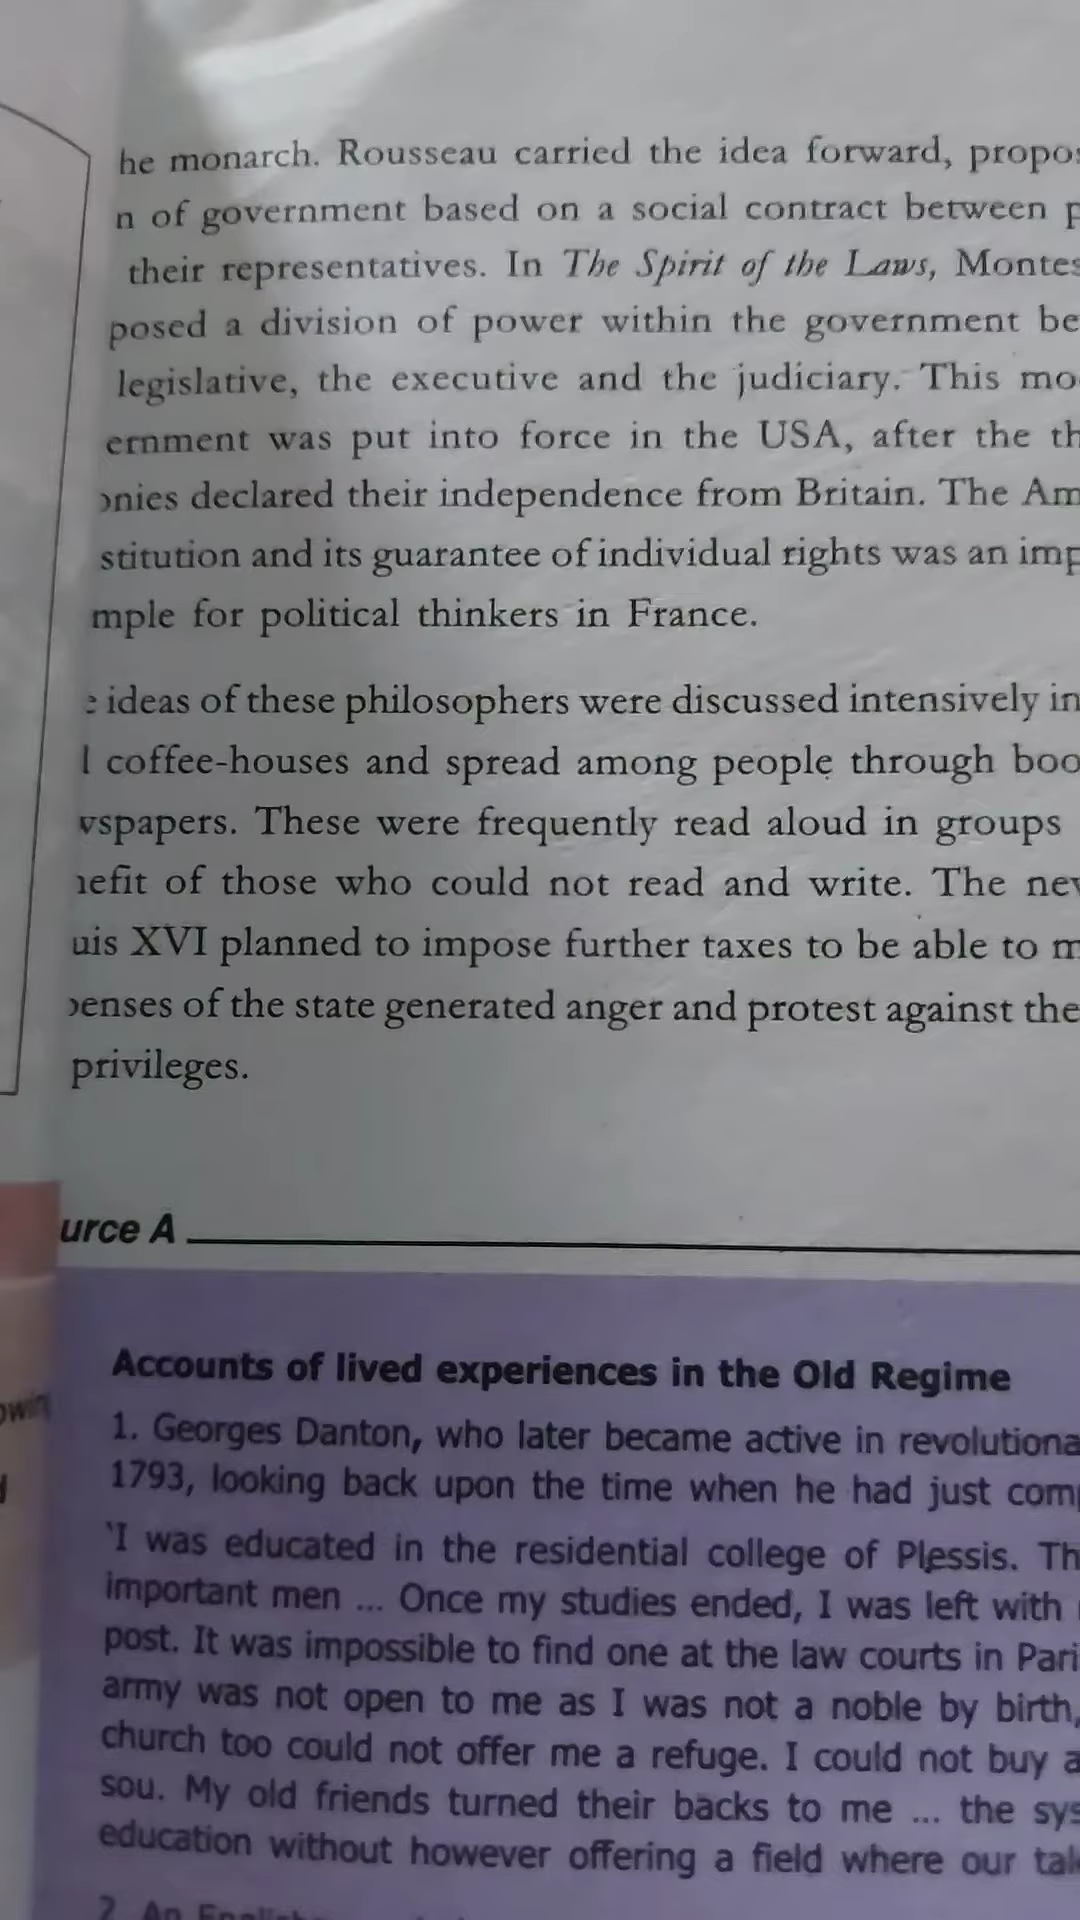 he monarch. Rousseau carried the idea forward, propos
n of government based on a social contract between p
their representatives. In The Spirit of the Laws, Montes
posed a division of power within the government be
legislative, the executive and the judiciary. This mo
ernment was put into force in the USA, after the th
onies declared their independence from Britain. The Am
stitution and its guarantee of individual rights was an imp
mple for political thinkers in France.
e ideas of these philosophers were discussed intensively in
l coffee-houses and spread among people through boo
wspapers. These were frequently read aloud in groups
nefit of those who could not read and write. The new
uis XVI planned to impose further taxes to be able to m
penses of the state generated anger and protest against the
privileges.
urce A
Accounts of lived experiences in the Old Regime
1. Georges Danton, who later became active in revolutiona
1793, looking back upon the time when he had just comp
'I was educated in the residential college of Plessis. Th
important men ... Once my studies ended, I was left with
post. It was impossible to find one at the law courts in Pari
army was not open to me as I was not a noble by birth,
church too could not offer me a refuge. I could not buy a
sou. My old friends turned their backs to me ... the sys
education without however offering a field where our tale
2. An English